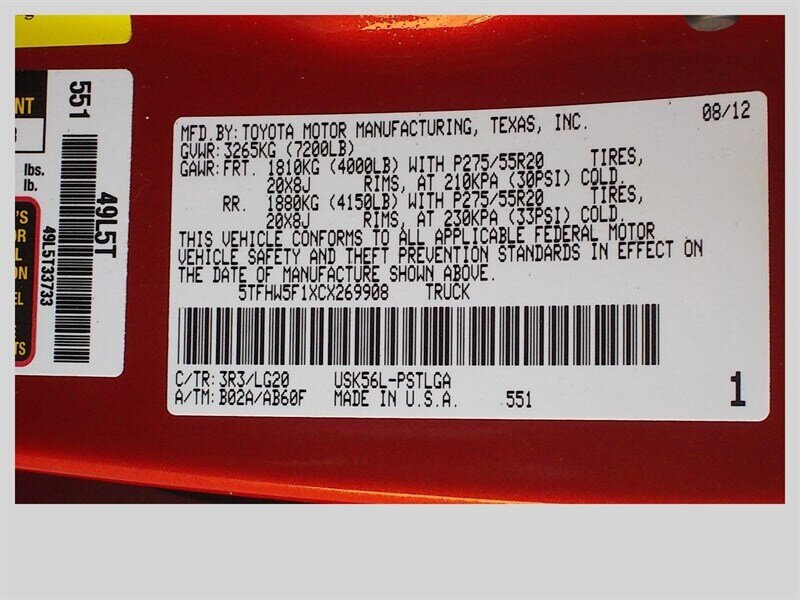 MFD. BY: TOYOTA MOTOR MANUFACTURING, TEXAS, INC. 08/12
GVWR: 3265KG (7200LB)
GAWR: FRT. 1810KG (4000LB) WITH P275/55R20 TIRES,
20X8J RIMS, AT 210KPA (30PSI) COLD.
RR. 1880KG (4150LB) WITH P275/55R20 TIRES,
20X8J RIMS, AT 230KPA (33PSI) COLD.
THIS VEHICLE CONFORMS TO ALL APPLICABLE FEDERAL MOTOR
VEHICLE SAFETY AND THEFT PREVENTION STANDARDS IN EFFECT ON
THE DATE OF MANUFACTURE SHOWN ABOVE.
5TFHW5F1XCX269908 TRUCK
C/TR: 3R3/LG20 USK56L-PSTLGA
A/TM: B02A/AB60F MADE IN U.S.A. 551
1
551
49L5T
49L5T33733
lbs.
lb.